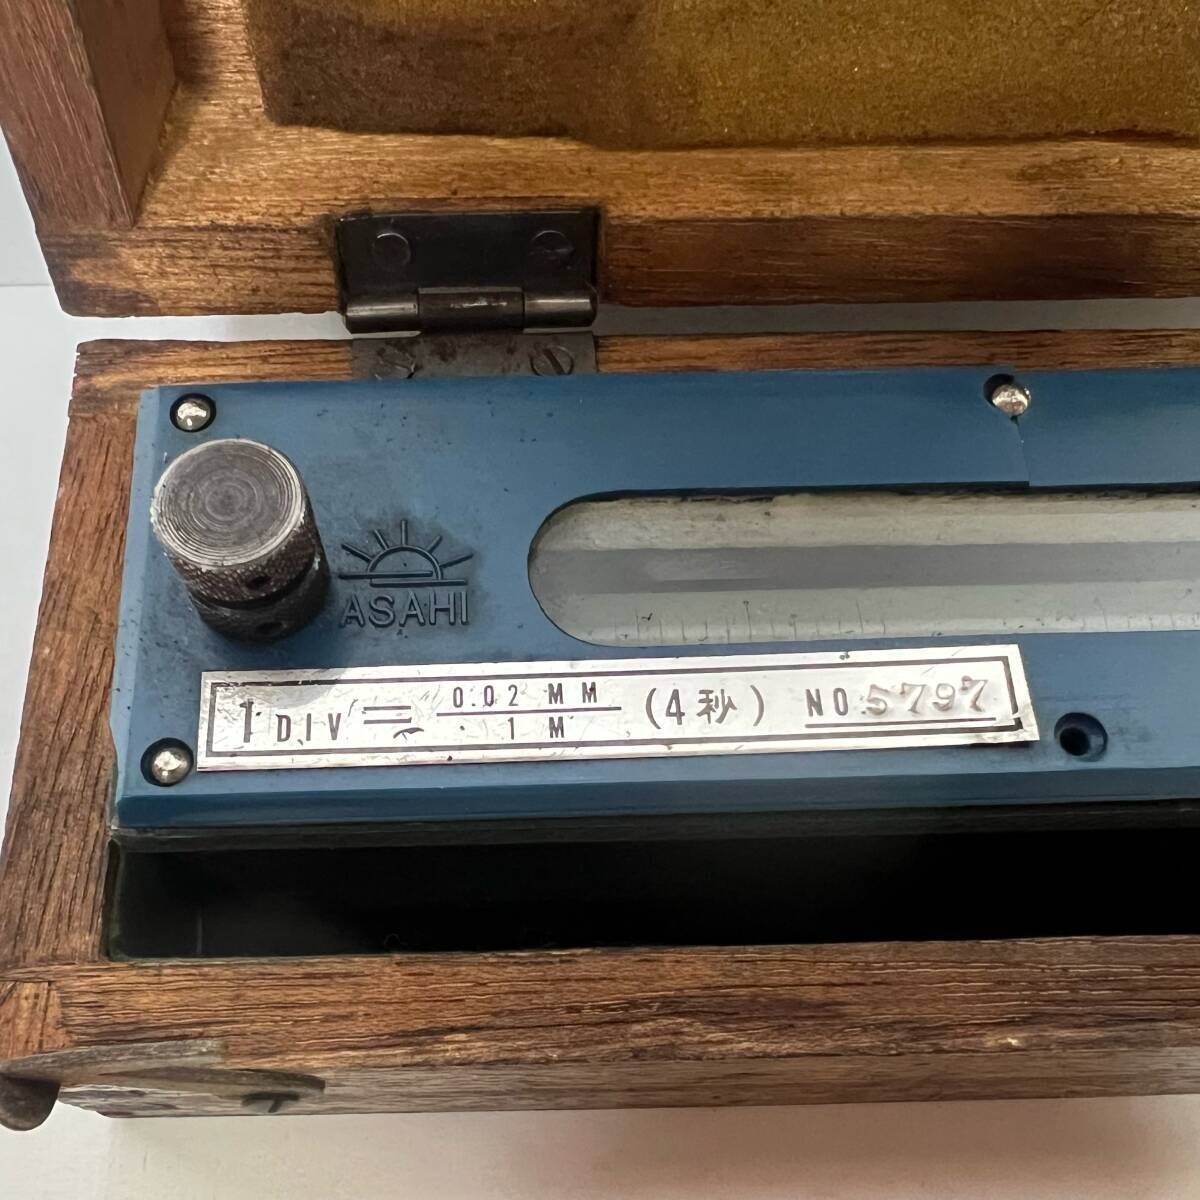 ASAHI
1 DIV ≒ 0.02 MM / 1 M (4秒) NO. 5797